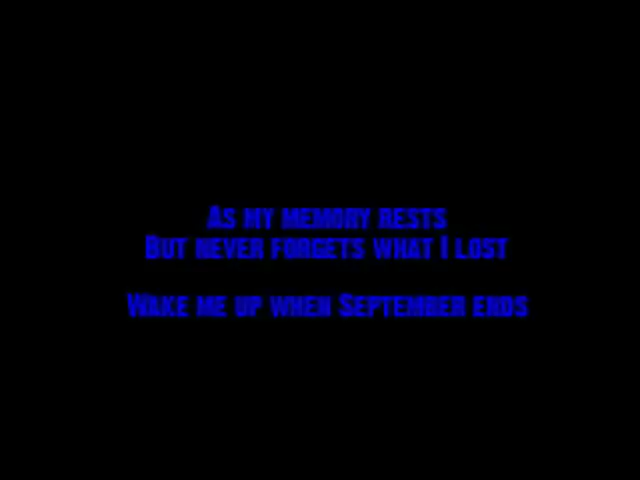 As my memory rests
But never forgets what I lost
Wake me up when September ends